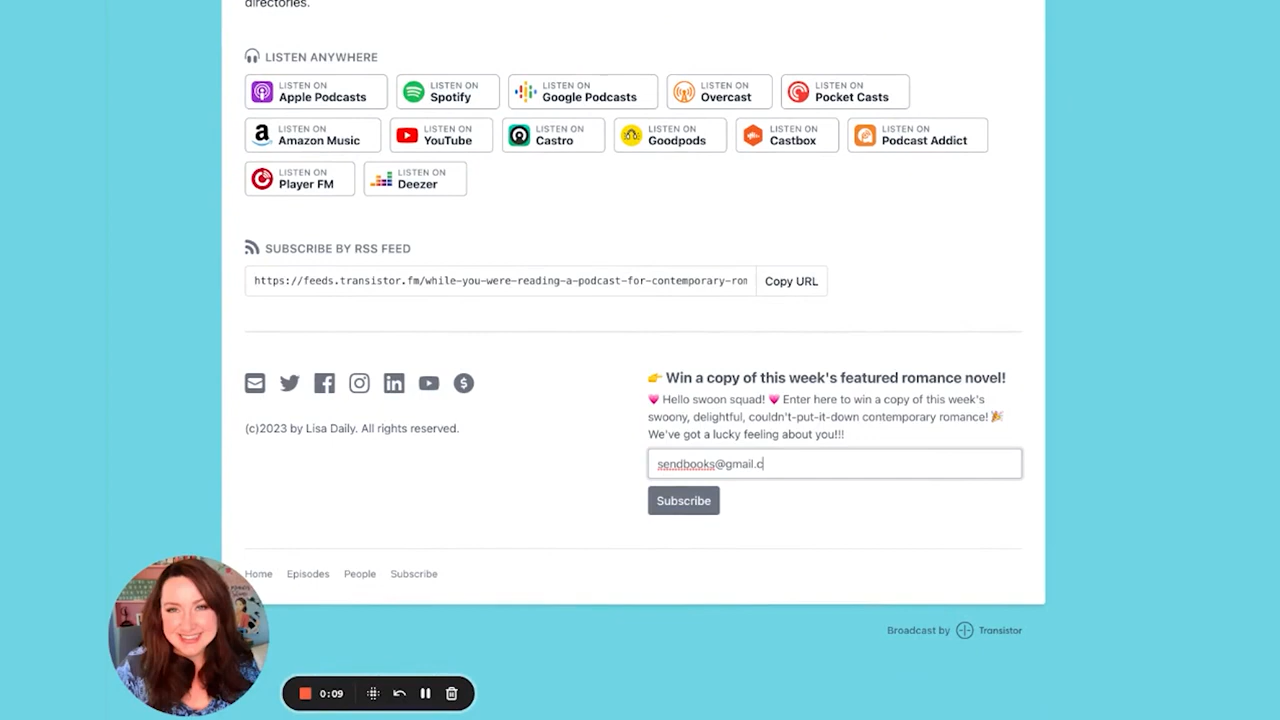 directories.
LISTEN ANYWHERE
LISTEN ON Apple Podcasts
LISTEN ON Spotify
LISTEN ON Google Podcasts
LISTEN ON Overcast
LISTEN ON Pocket Casts
LISTEN ON Amazon Music
LISTEN ON YouTube
LISTEN ON Castro
LISTEN ON Goodpods
LISTEN ON Castbox
LISTEN ON Podcast Addict
LISTEN ON Player FM
LISTEN ON Deezer
SUBSCRIBE BY RSS FEED
https://feeds.transistor.fm/while-you-were-reading-a-podcast-for-contemporary-rom
Copy URL
(c)2023 by Lisa Daily. All rights reserved.
👉 Win a copy of this week's featured romance novel!
💗 Hello swoon squad! 💗 Enter here to win a copy of this week's
swoony, delightful, couldn't-put-it-down contemporary romance! 🎉
We've got a lucky feeling about you!!!
sendbooks@gmail.c
Subscribe
Home Episodes People Subscribe
Broadcast by Transistor
0:09